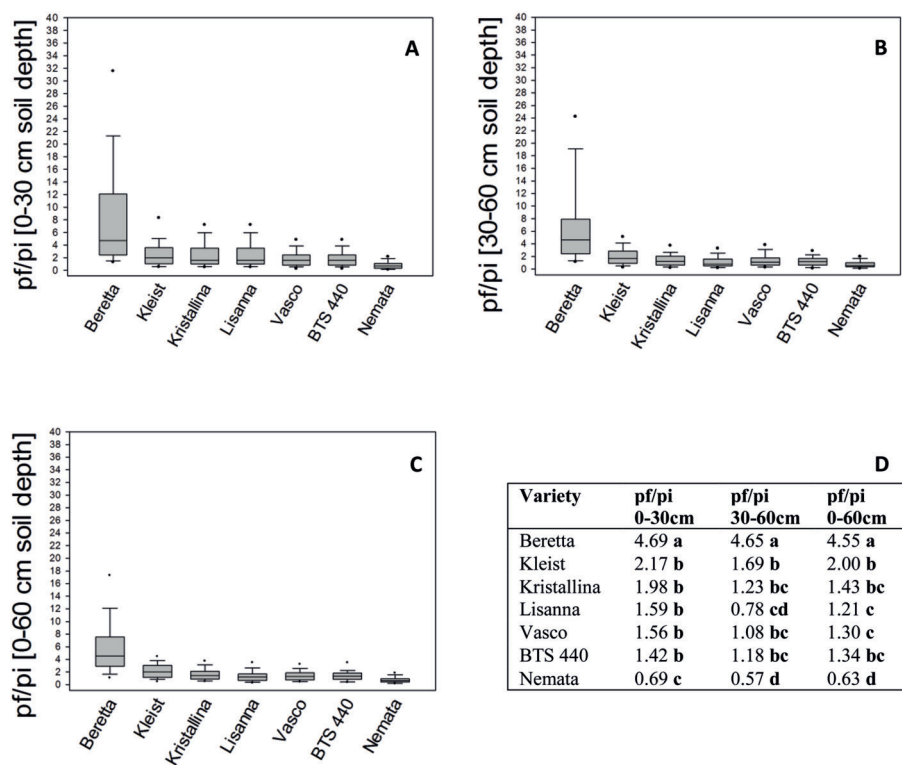 A
pf/pi [0-30 cm soil depth]
40
38
36
34
32
30
28
26
24
22
20
18
16
14
12
10
8
6
4
2
0
Beretta
Kleist
Kristallina
Lisanna
Vasco
BTS 440
Nemata
B
pf/pi [30-60 cm soil depth]
40
38
36
34
32
30
28
26
24
22
20
18
16
14
12
10
8
6
4
2
0
Beretta
Kleist
Kristallina
Lisanna
Vasco
BTS 440
Nemata
C
pf/pi [0-60 cm soil depth]
40
38
36
34
32
30
28
26
24
22
20
18
16
14
12
10
8
6
4
2
0
Beretta
Kleist
Kristallina
Lisanna
Vasco
BTS 440
Nemata
D
Variety pf/pi pf/pi pf/pi
0-30cm 30-60cm 0-60cm
Beretta 4.69 a 4.65 a 4.55 a
Kleist 2.17 b 1.69 b 2.00 b
Kristallina 1.98 b 1.23 bc 1.43 bc
Lisanna 1.59 b 0.78 cd 1.21 c
Vasco 1.56 b 1.08 bc 1.30 c
BTS 440 1.42 b 1.18 bc 1.34 bc
Nemata 0.69 c 0.57 d 0.63 d